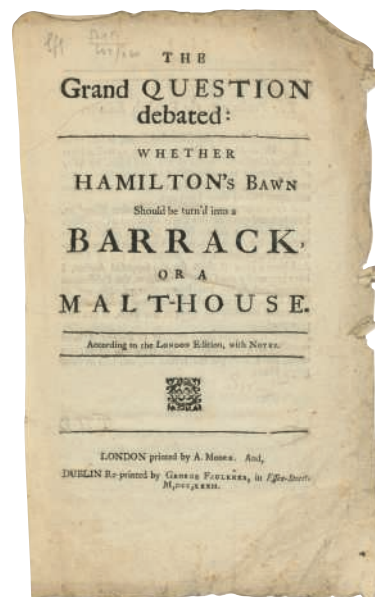 THE
Grand QUESTION
debated:
WHETHER
HAMILTON's BAWN
Should be turn'd into a
BARRACK,
OR A
MALT-HOUSE.
According to the LONDON Edition, with NOTES.
LONDON printed by A. MOORE. And,
DUBLIN Re-printed by GEORGE FAULKNER, in Essex-Street,
M,DCC,XXXII.